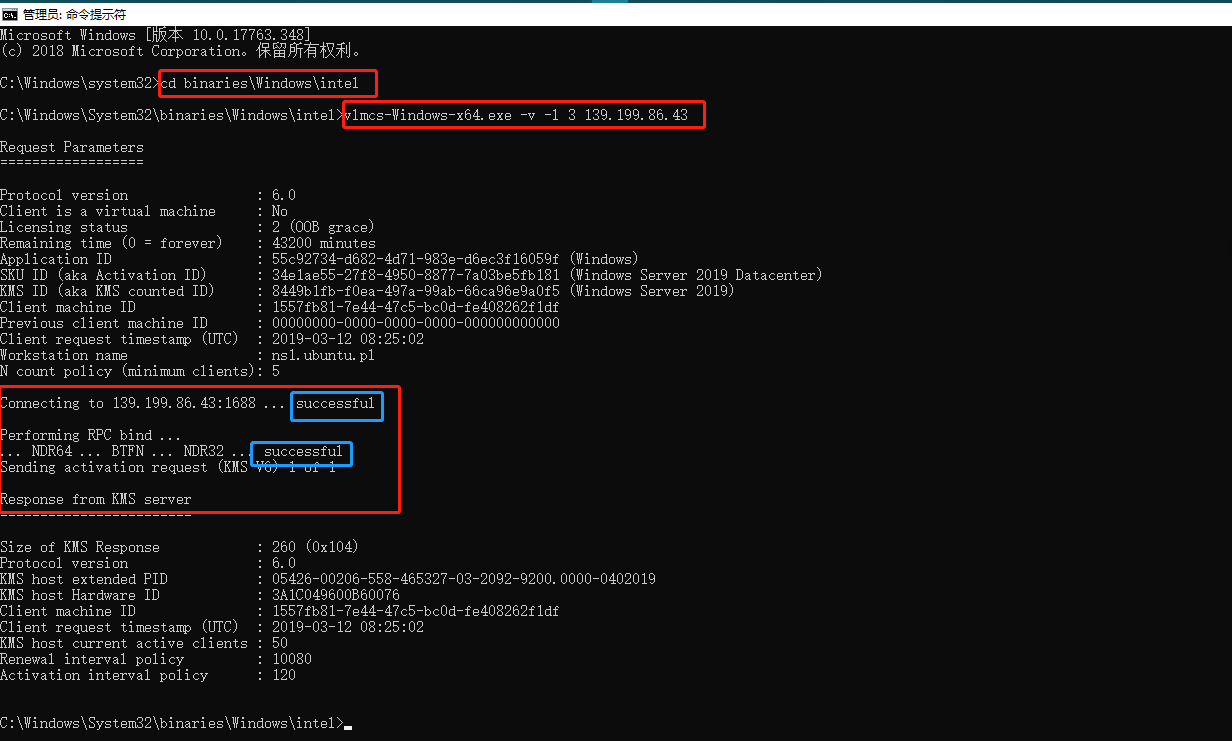 管理员: 命令提示符
Microsoft Windows [版本 10.0.17763.348]
(c) 2018 Microsoft Corporation。保留所有权利。
C:\Windows\system32>cd binaries\Windows\intel
C:\Windows\System32\binaries\Windows\intel>vlmcs-Windows-x64.exe -v -l 3 139.199.86.43
Request Parameters
==================
Protocol version : 6.0
Client is a virtual machine : No
Licensing status : 2 (OOB grace)
Remaining time (0 = forever) : 43200 minutes
Application ID : 55c92734-d682-4d71-983e-d6ec3f16059f (Windows)
SKU ID (aka Activation ID) : 34e1ae55-27f8-4950-8877-7a03be5fb181 (Windows Server 2019 Datacenter)
KMS ID (aka KMS counted ID) : 8449b1fb-f0ea-497a-99ab-66ca96e9a0f5 (Windows Server 2019)
Client machine ID : 1557fb81-7e44-47c5-bc0d-fe408262f1df
Previous client machine ID : 00000000-0000-0000-0000-000000000000
Client request timestamp (UTC) : 2019-03-12 08:25:02
Workstation name : ns1.ubuntu.pl
N count policy (minimum clients): 5
Connecting to 139.199.86.43:1688 ... successful
Performing RPC bind ...
... NDR64 ... BTFN ... NDR32 ... successful
Sending activation request (KMS V6) 1 of 1
Response from KMS server
========================
Size of KMS Response : 260 (0x104)
Protocol version : 6.0
KMS host extended PID : 05426-00206-558-465327-03-2092-9200.0000-0402019
KMS host Hardware ID : 3A1C049600B60076
Client machine ID : 1557fb81-7e44-47c5-bc0d-fe408262f1df
Client request timestamp (UTC) : 2019-03-12 08:25:02
KMS host current active clients : 50
Renewal interval policy : 10080
Activation interval policy : 120
C:\Windows\System32\binaries\Windows\intel>